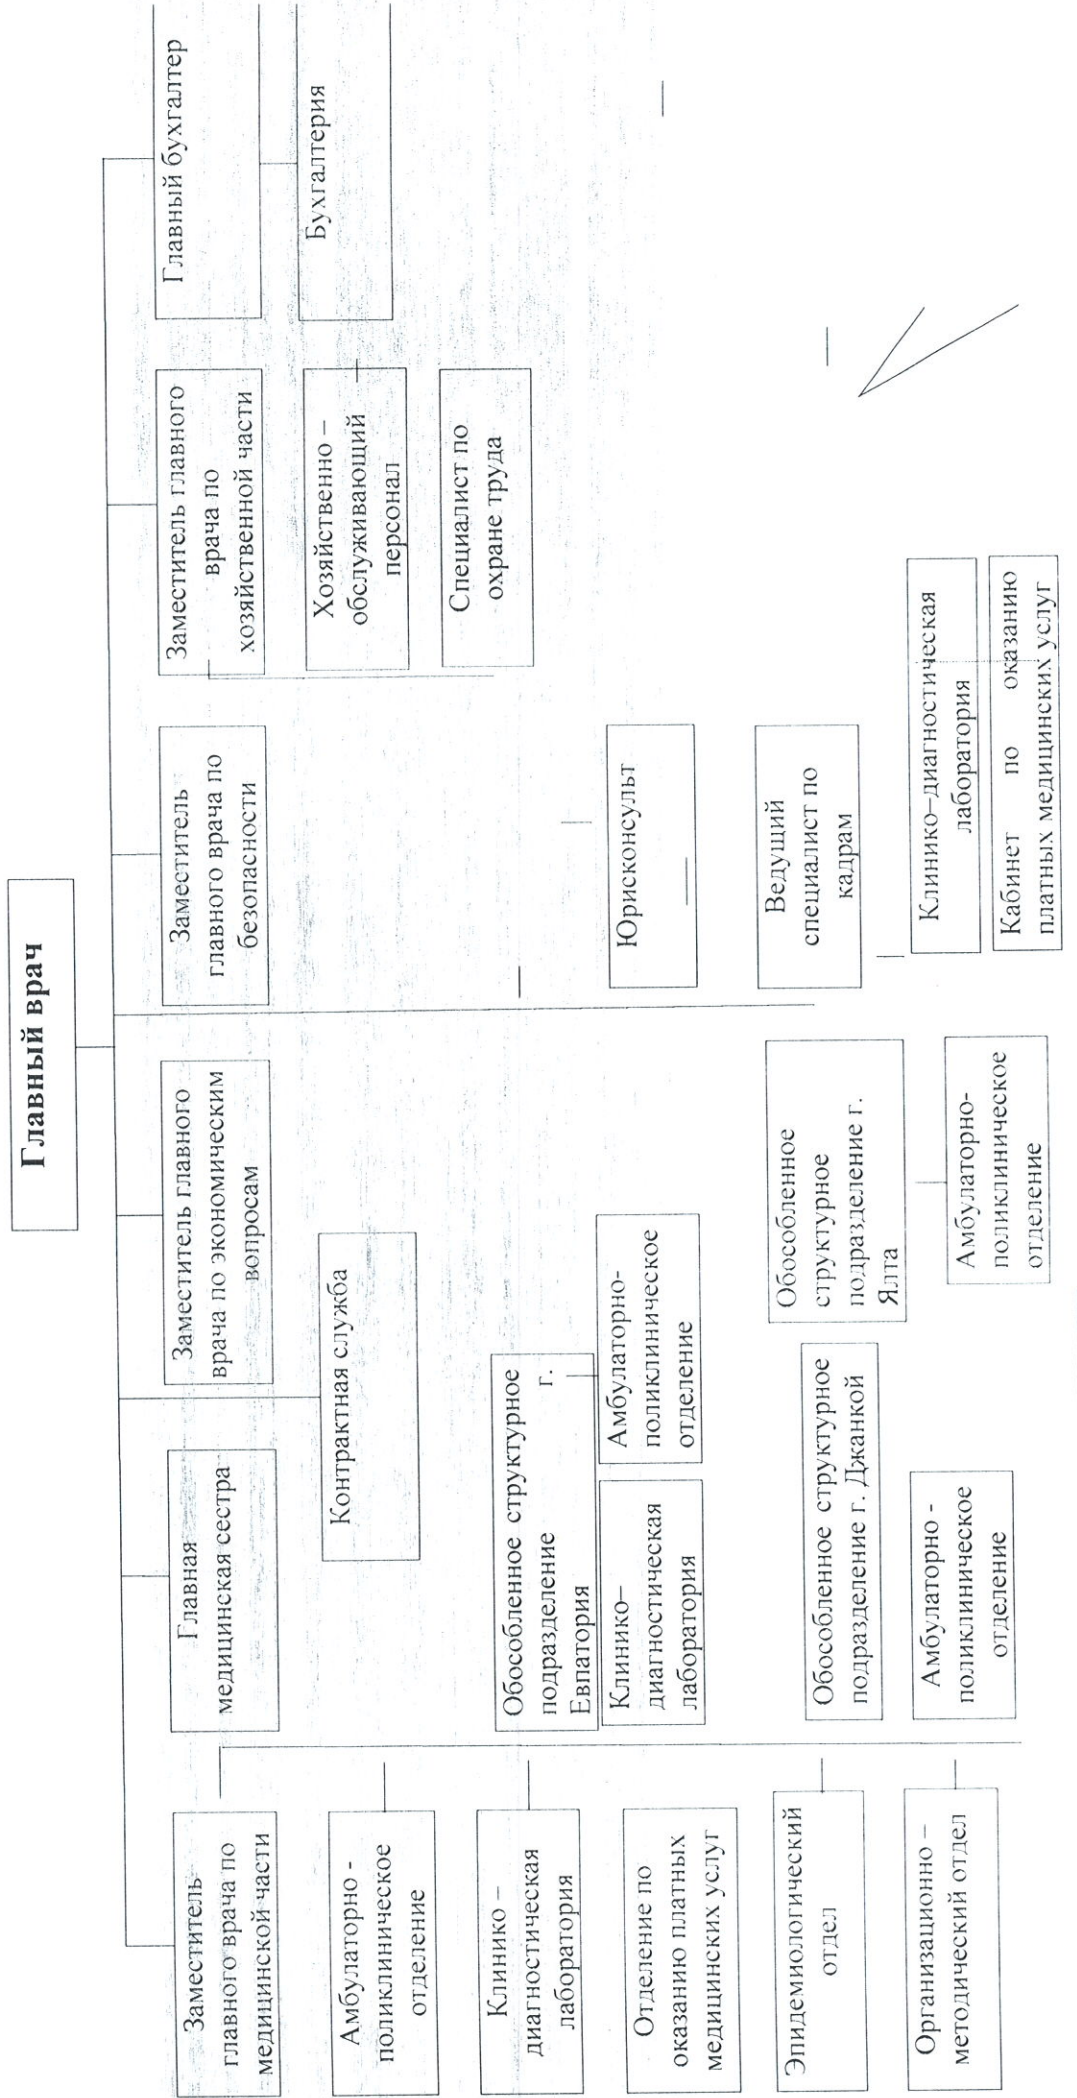 Главный врач
Заместитель
главного врача по
медицинской части
Главная
медицинская сестра
Заместитель главного
врача по экономическим
вопросам
Заместитель
главного врача по
безопасности
Заместитель главного
врача по
хозяйственной части
Главный бухгалтер
Амбулаторно -
поликлиническое
отделение
Контрактная служба
Хозяйственно –
обслуживающий
персонал
Бухгалтерия
Клинико –
диагностическая
лаборатория
Обособленное структурное
подразделение г.
Евпатория
Специалист по
охране труда
Клинико–
диагностическая
лаборатория
Амбулаторно-
поликлиническое
отделение
Юрисконсульт
Отделение по
оказанию платных
медицинских услуг
Эпидемиологический
отдел
Обособленное структурное
подразделение г. Джанкой
Обособленное
структурное
подразделение г.
Ялта
Ведущий
специалист по
кадрам
Организационно –
методический отдел
Амбулаторно -
поликлиническое
отделение
Амбулаторно-
поликлиническое
отделение
Клинико–диагностическая
лаборатория
Кабинет по оказанию
платных медицинских услуг